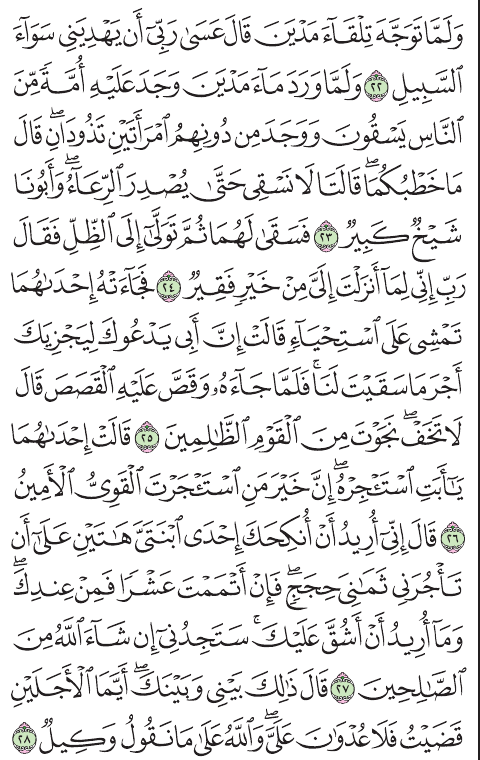 وَلَمَّا تَوَجَّهَ تِلْقَآءَ مَدْيَنَ قَالَ عَسَىٰ رَبِّىٓ أَن يَهْدِيَنِى سَوَآءَ
ٱلسَّبِيلِ ٢٢ وَلَمَّا وَرَدَ مَآءَ مَدْيَنَ وَجَدَ عَلَيْهِ أُمَّةً مِّنَ
ٱلنَّاسِ يَسْقُونَ وَوَجَدَ مِن دُونِهِمُ ٱمْرَأَتَيْنِ تَذُودَانِۖ قَالَ
مَا خَطْبُكُمَاۖ قَالَتَا لَا نَسْقِى حَتَّىٰ يُصْدِرَ ٱلرِّعَآءُۖ وَأَبُونَا
شَيْخٌ كَبِيرٌ ٢٣ فَسَقَىٰ لَهُمَا ثُمَّ تَوَلَّىٰٓ إِلَى ٱلظِّلِّ فَقَالَ
رَبِّ إِنِّى لِمَآ أَنزَلْتَ إِلَىَّ مِنْ خَيْرٍ فَقِيرٌ ٢٤ فَجَآءَتْهُ إِحْدَىٰهُمَا
تَمْشِى عَلَى ٱسْتِحْيَآءٍ قَالَتْ إِنَّ أَبِى يَدْعُوكَ لِيَجْزِيَكَ
أَجْرَ مَا سَقَيْتَ لَنَاۚ فَلَمَّا جَآءَهُۥ وَقَصَّ عَلَيْهِ ٱلْقَصَصَ قَالَ
لَا تَخَفْۖ نَجَوْتَ مِنَ ٱلْقَوْمِ ٱلظَّٰلِمِينَ ٢٥ قَالَتْ إِحْدَىٰهُمَا
يَٰٓأَبَتِ ٱسْتَـْٔجِرْهُۖ إِنَّ خَيْرَ مَنِ ٱسْتَـْٔجَرْتَ ٱلْقَوِىُّ ٱلْأَمِينُ
٢٦ قَالَ إِنِّىٓ أُرِيدُ أَنْ أُنكِحَكَ إِحْدَى ٱبْنَتَىَّ هَٰتَيْنِ عَلَىٰٓ أَن
تَأْجُرَنِى ثَمَٰنِىَ حِجَجٍۖ فَإِنْ أَتْمَمْتَ عَشْرًا فَمِنْ عِندِكَۖ
وَمَآ أُرِيدُ أَنْ أَشُقَّ عَلَيْكَۚ سَتَجِدُنِىٓ إِن شَآءَ ٱللَّهُ مِنَ
ٱلصَّٰلِحِينَ ٢٧ قَالَ ذَٰلِكَ بَيْنِى وَبَيْنَكَۖ أَيَّمَا ٱلْأَجَلَيْنِ
قَضَيْتُ فَلَا عُدْوَٰنَ عَلَىَّۖ وَٱللَّهُ عَلَىٰ مَا نَقُولُ وَكِيلٌ ٢٨